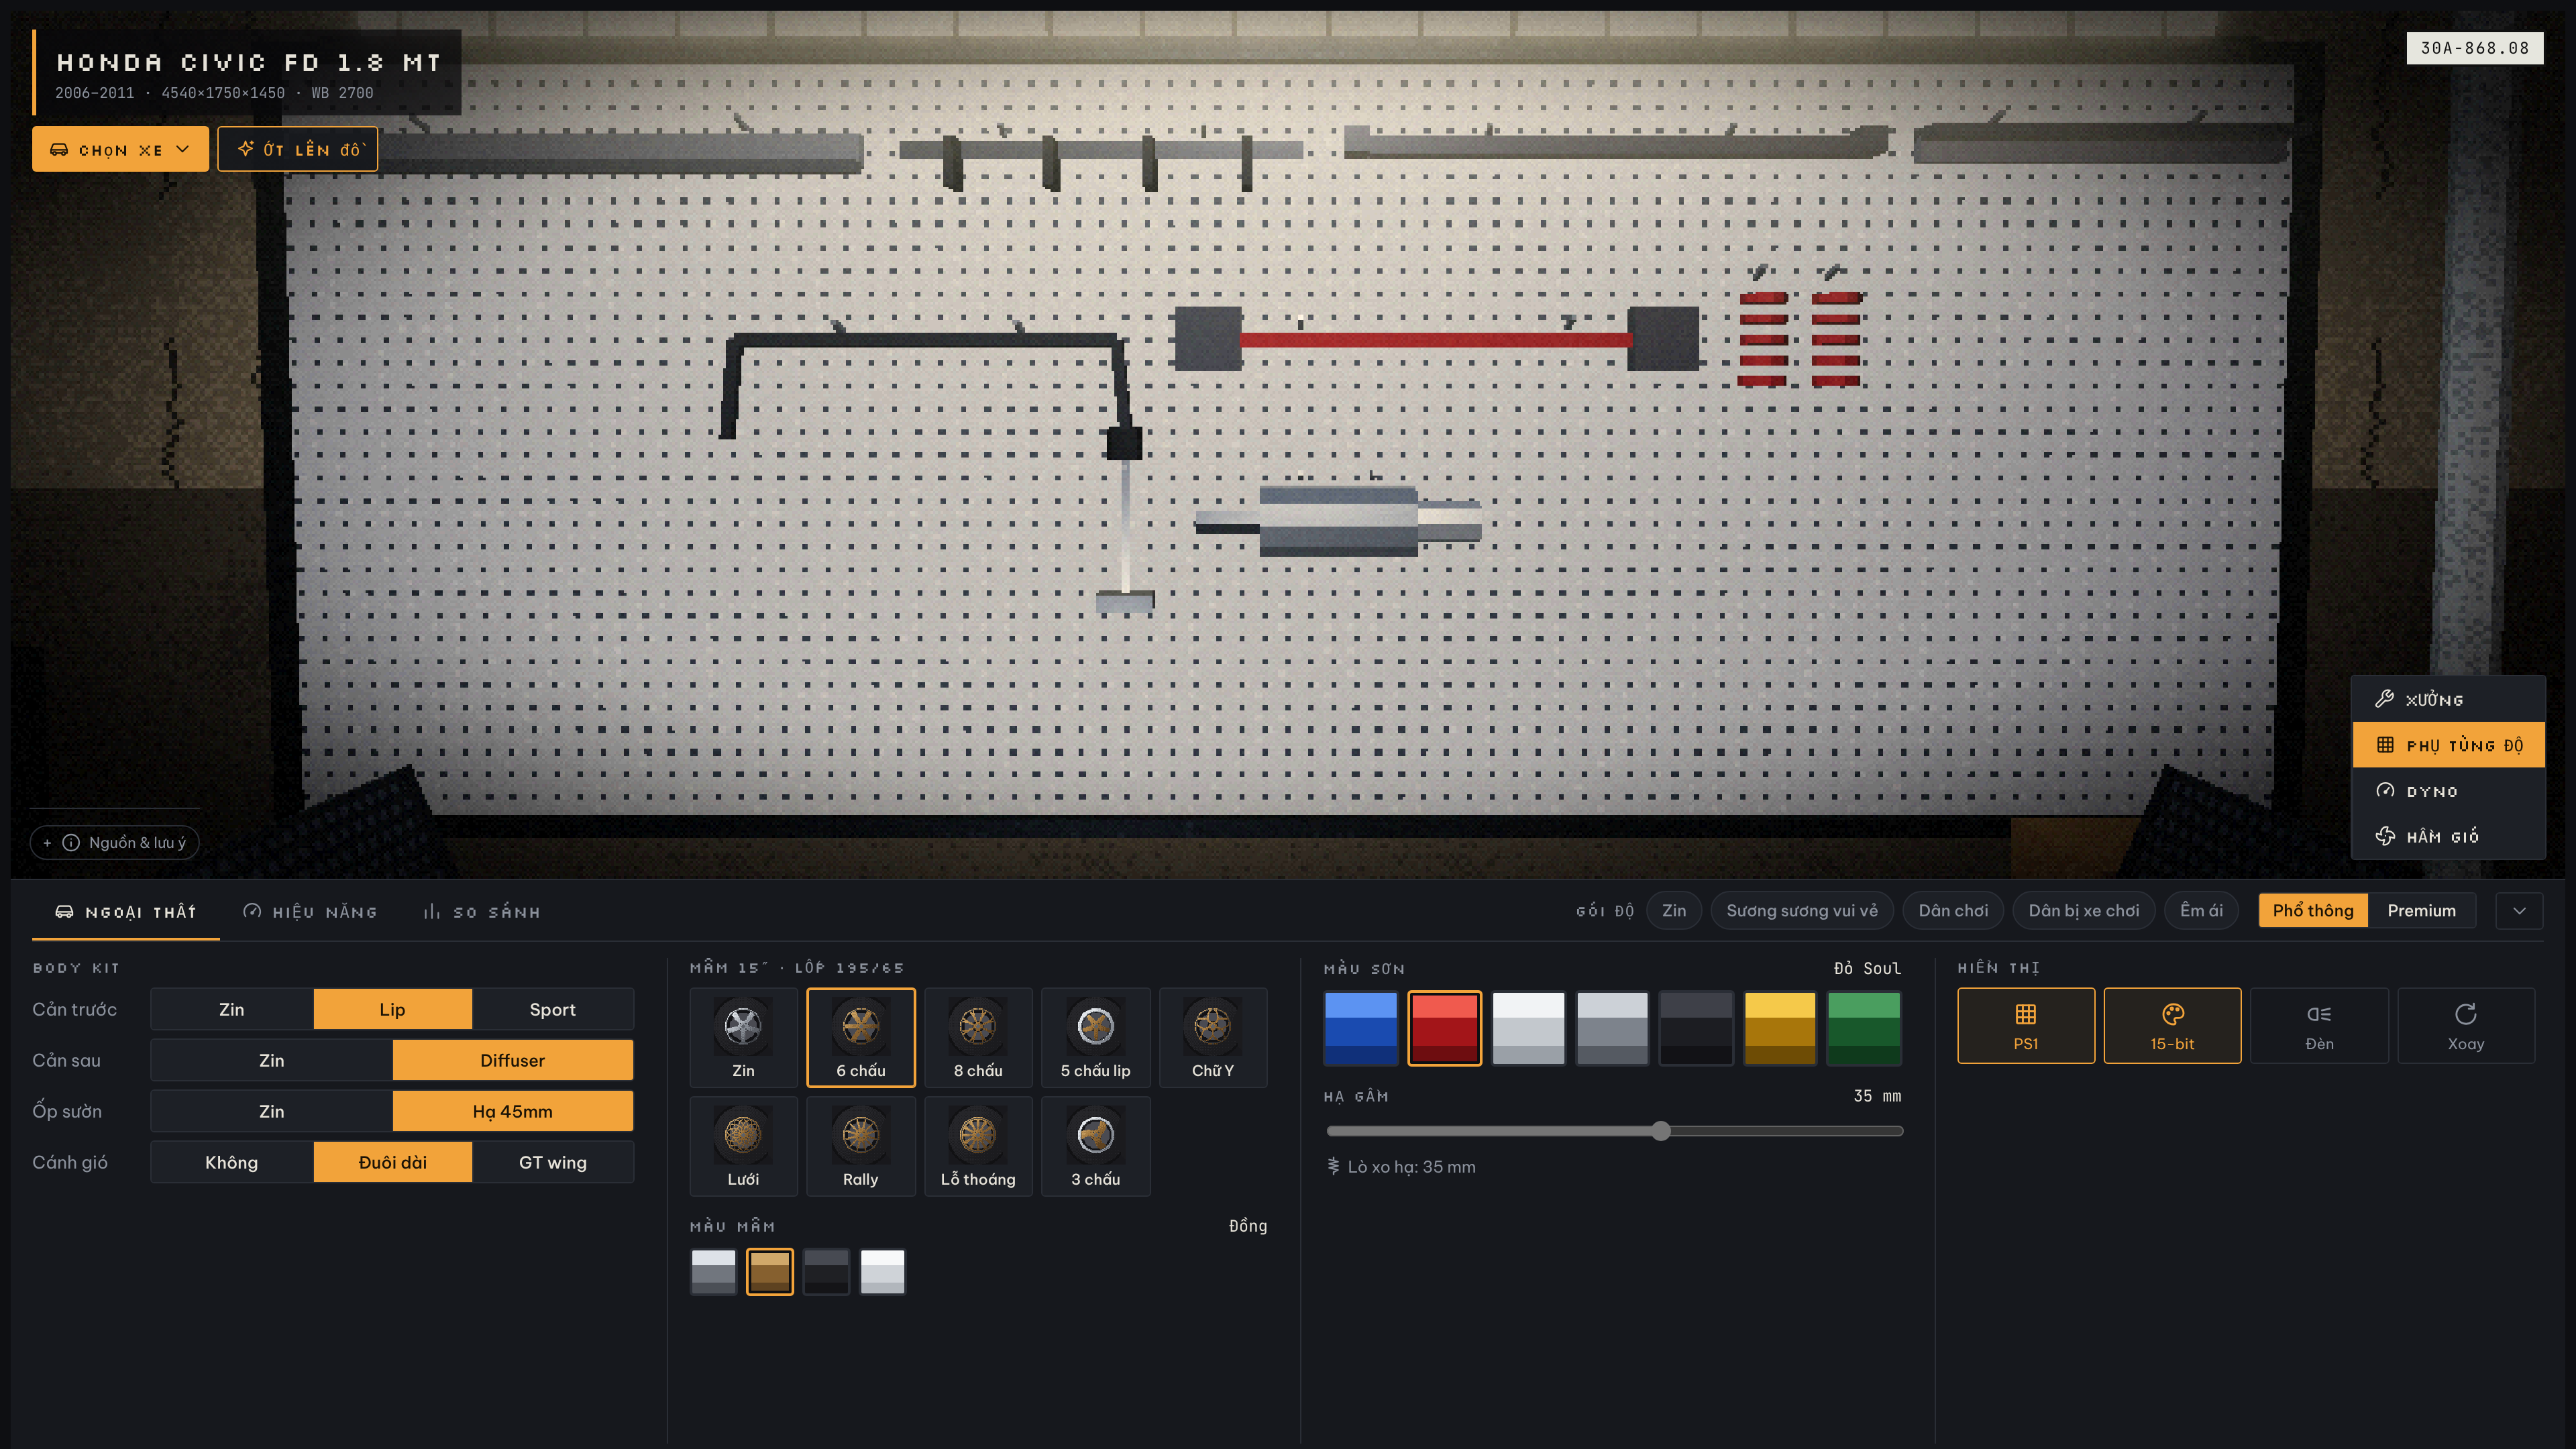 HONDA CIVIC FD 1.8 MT
2006–2011 · 4540×1750×1450 · WB 2700
30A-868.08
CHỌN XE
ỚT LÊN ĐỒ
XƯỞNG
PHỤ TÙNG ĐỘ
DYNO
HẦM GIÓ
+ Nguồn & lưu ý
NGOẠI THẤT
HIỆU NĂNG
SO SÁNH
GÓI ĐỘ
Zin
Sương sương vui vẻ
Dân chơi
Dân bị xe chơi
Êm ái
Phổ thông
Premium
BODY KIT
Cản trước
Zin
Lip
Sport
Cản sau
Zin
Diffuser
Ốp sườn
Zin
Hạ 45mm
Cánh gió
Không
Đuôi dài
GT wing
MÂM 15″ · LỐP 195/65
Zin
6 chấu
8 chấu
5 chấu lip
Chữ Y
Lưới
Rally
Lỗ thoáng
3 chấu
MÀU MÂM
Đồng
MÀU SƠN
Đỏ Soul
HẠ GẦM
35 mm
Lò xo hạ: 35 mm
HIỂN THỊ
PS1
15-bit
Đèn
Xoay